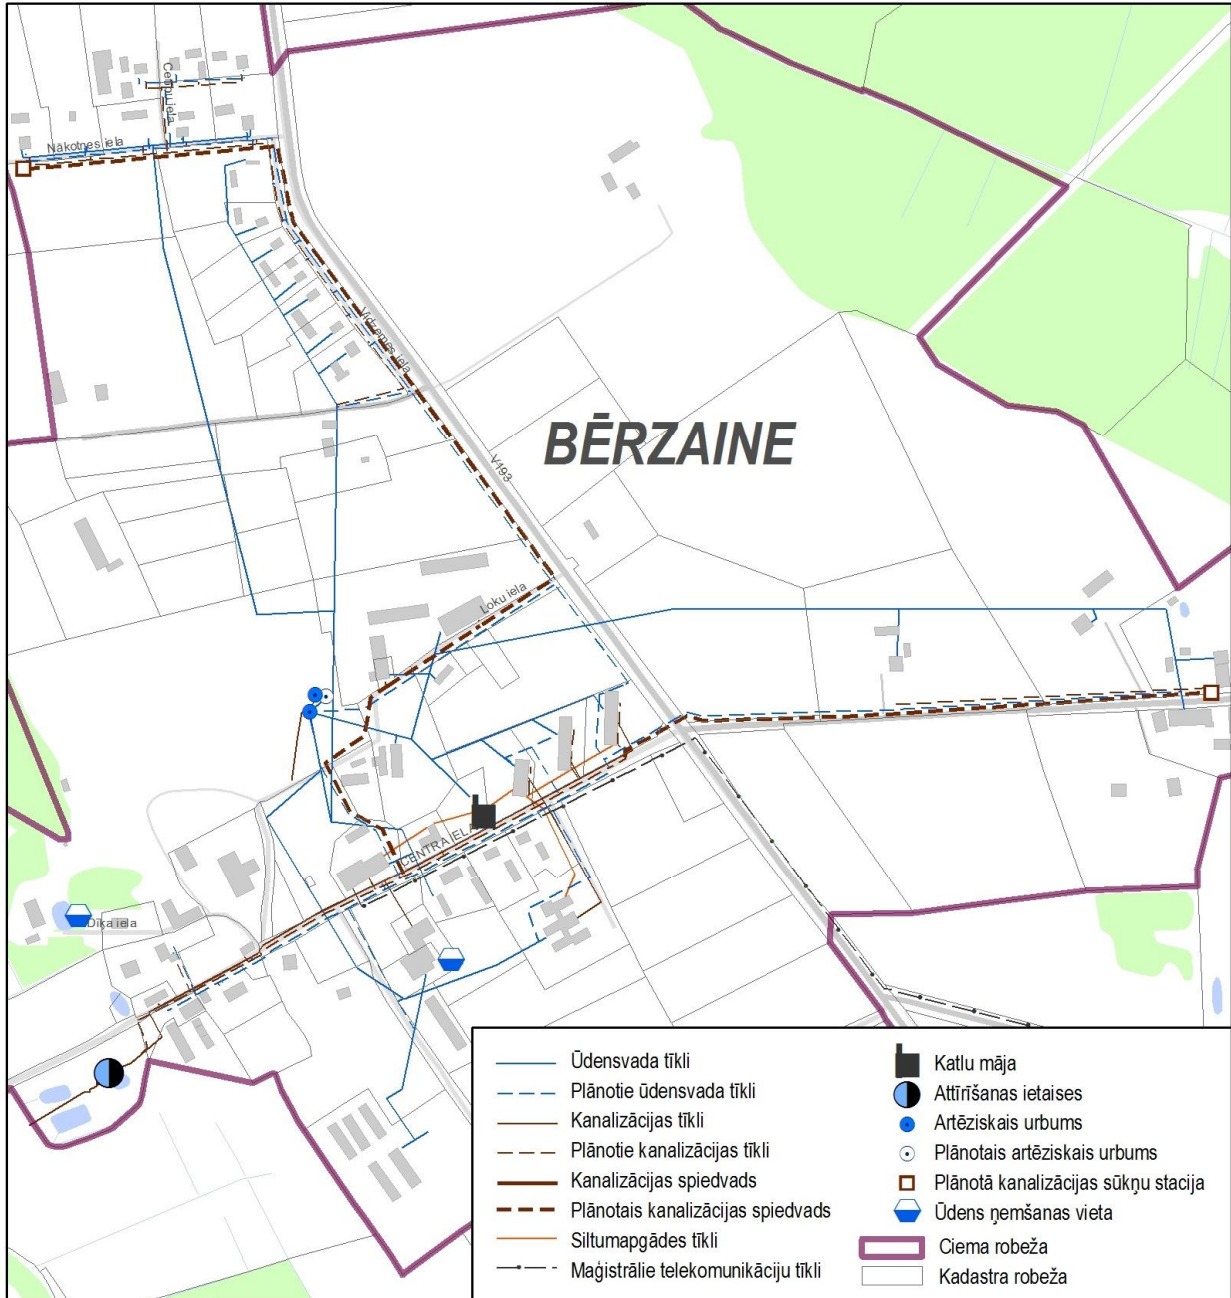 Cempu iela
Nākotnes iela
Vidzemes iela
BĒRZAINE
V193
Loku iela
CENTRA IELA
Dīķa iela
Ūdensvada tīkli
Plānotie ūdensvada tīkli
Kanalizācijas tīkli
Plānotie kanalizācijas tīkli
Kanalizācijas spiedvads
Plānotais kanalizācijas spiedvads
Siltumapgādes tīkli
Maģistrālie telekomunikāciju tīkli
Katlu māja
Attīrīšanas ietaises
Artēziskais urbums
Plānotais artēziskais urbums
Plānotā kanalizācijas sūkņu stacija
Ūdens ņemšanas vieta
Ciema robeža
Kadastra robeža